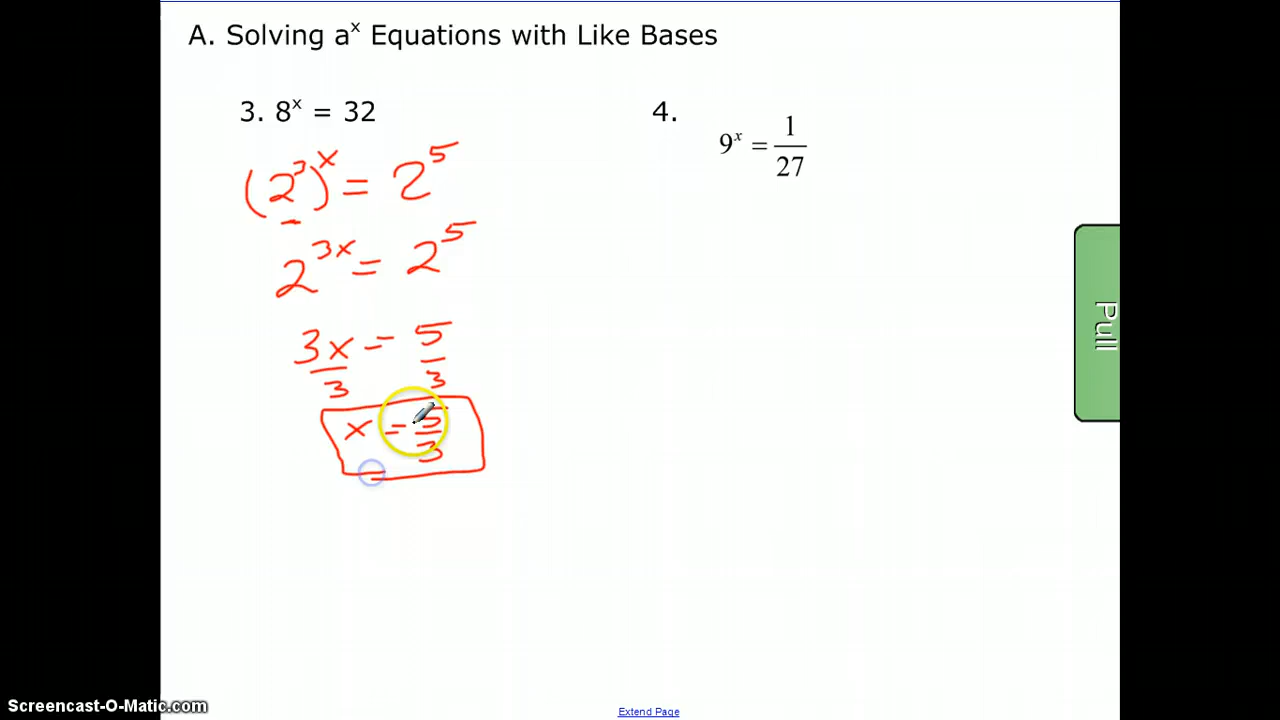 A. Solving aˣ Equations with Like Bases
3. 8ˣ = 32
(2³)ˣ = 2⁵
2³ˣ = 2⁵
3x = 5
3 3
x = 5/3
4.
9ˣ = 1/27
Pull
Screencast-O-Matic.com
Extend Page